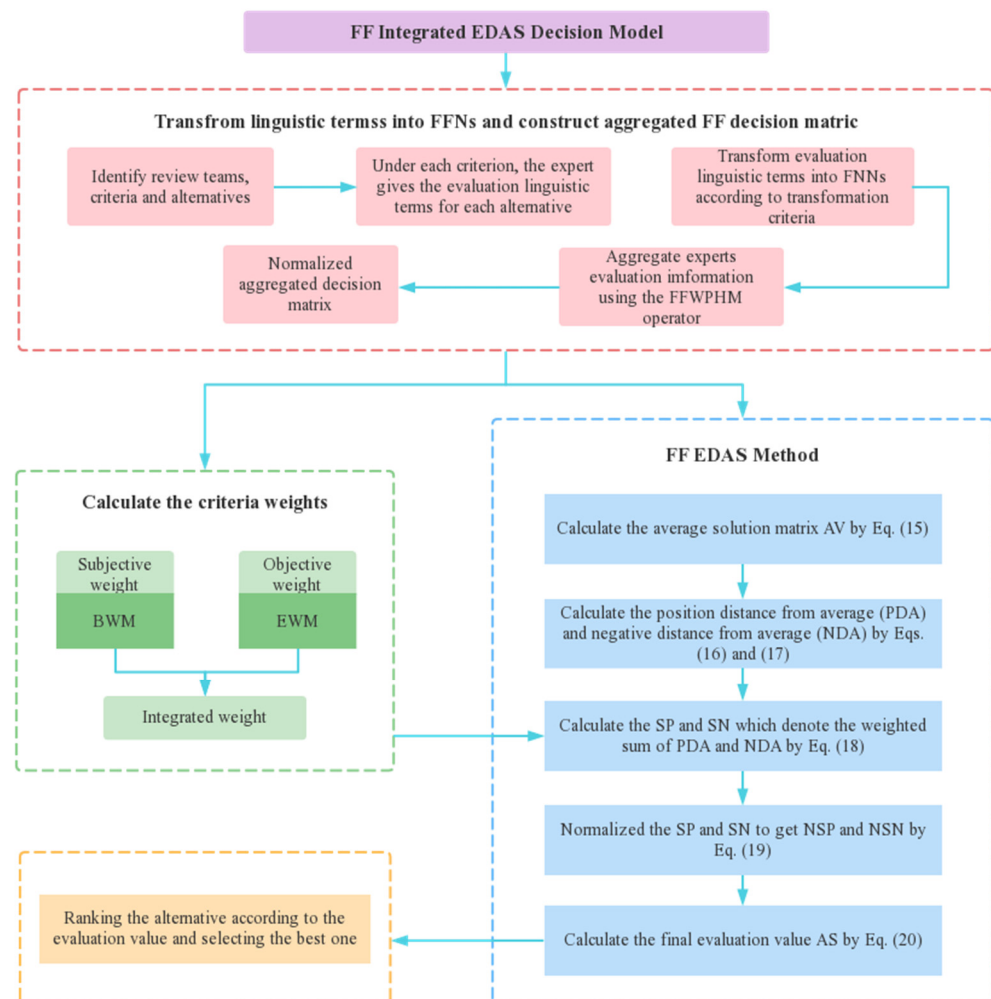 FF Integrated EDAS Decision Model
Transfrom linguistic termss into FFNs and construct aggregated FF decision matric
Identify review teams,
criteria and alternatives
Under each criterion, the expert
gives the evaluation linguistic
terms for each alternative
Transform evaluation
linguistic terms into FNNs
according to transformation
criteria
Aggregate experts
evaluation imformation
using the FFWPHM
operator
Normalized
aggregated decision
matrix
Calculate the criteria weights
Subjective
weight
BWM
Objective
weight
EWM
Integrated weight
FF EDAS Method
Calculate the average solution matrix AV by Eq. (15)
Calculate the position distance from average (PDA)
and negative distance from average (NDA) by Eqs.
(16) and (17)
Calculate the SP and SN which denote the weighted
sum of PDA and NDA by Eq. (18)
Normalized the SP and SN to get NSP and NSN by
Eq. (19)
Calculate the final evaluation value AS by Eq. (20)
Ranking the alternative according to the
evaluation value and selecting the best one